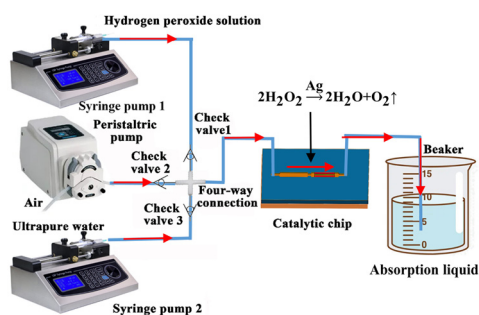 Hydrogen peroxide solution
Syringe pump 1
Peristaltric
pump
Check
valve1
Check
valve 2
Air
Four-way
connection
Check
valve 3
Ultrapure water
Syringe pump 2
Ag
2H₂O₂→2H₂O+O₂↑
Catalytic chip
Beaker
15
10
5
0
Absorption liquid